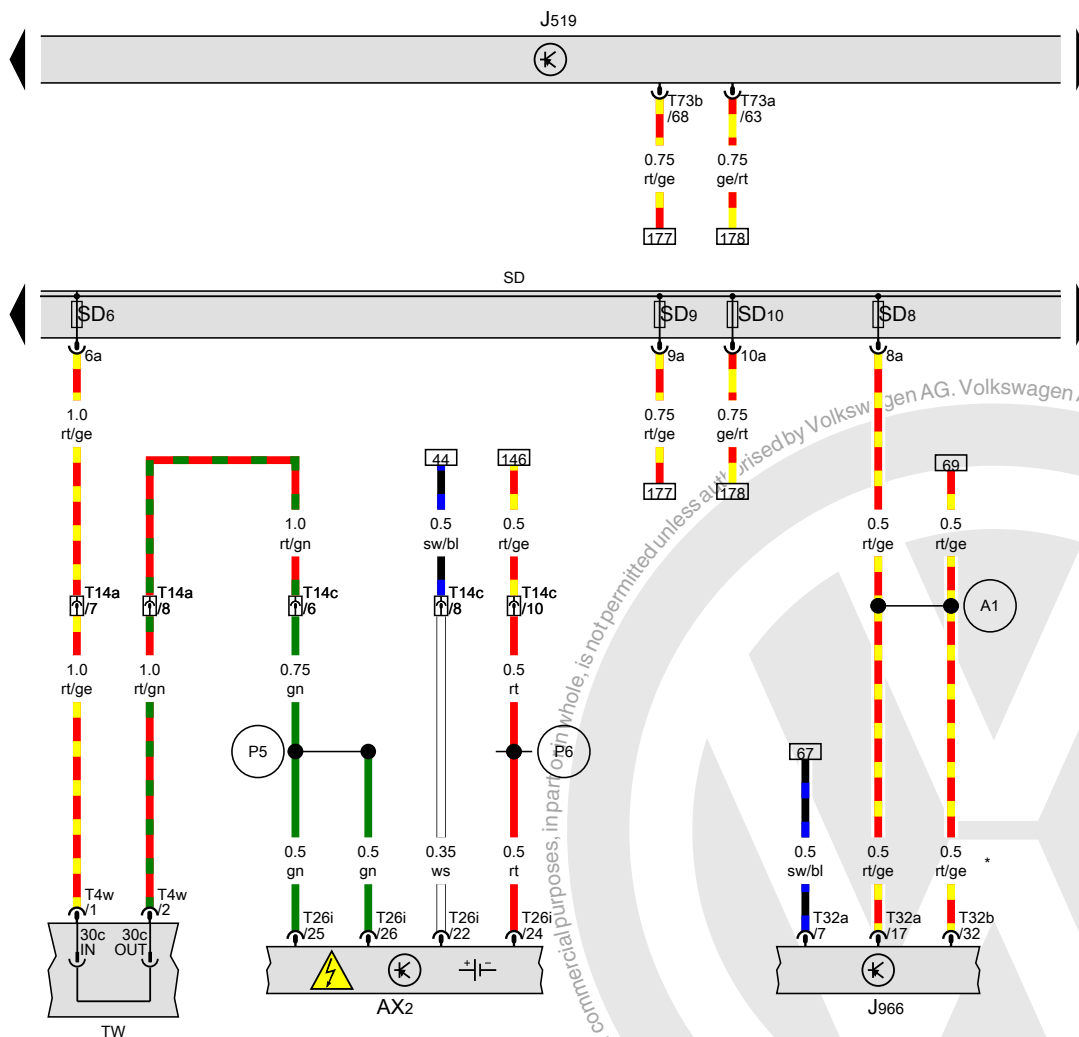 J519
T73b
/68
T73a
/63
0.75
rt/ge
0.75
ge/rt
177
178
SD
SD6
SD9
SD10
SD8
6a
9a
10a
8a
1.0
rt/ge
0.75
rt/ge
0.75
ge/rt
44
146
177
178
69
1.0
rt/gn
0.5
sw/bl
0.5
rt/ge
0.5
rt/ge
0.5
rt/ge
T14a
/7
T14a
/8
T14c
/6
T14c
/8
T14c
/10
A1
1.0
rt/ge
1.0
rt/gn
0.75
gn
0.5
rt
P5
P6
67
0.5
gn
0.5
gn
0.35
ws
0.5
rt
0.5
sw/bl
0.5
rt/ge
0.5
rt/ge
*
T4w
/1
T4w
/2
T26i
/25
T26i
/26
T26i
/22
T26i
/24
T32a
/7
T32a
/17
T32b
/32
30c
IN
30c
OUT
+ −
TW
AX2
J966
commercial purposes, in part or in whole, is not permitted unless authorised by Volkswagen AG. Volkswagen A